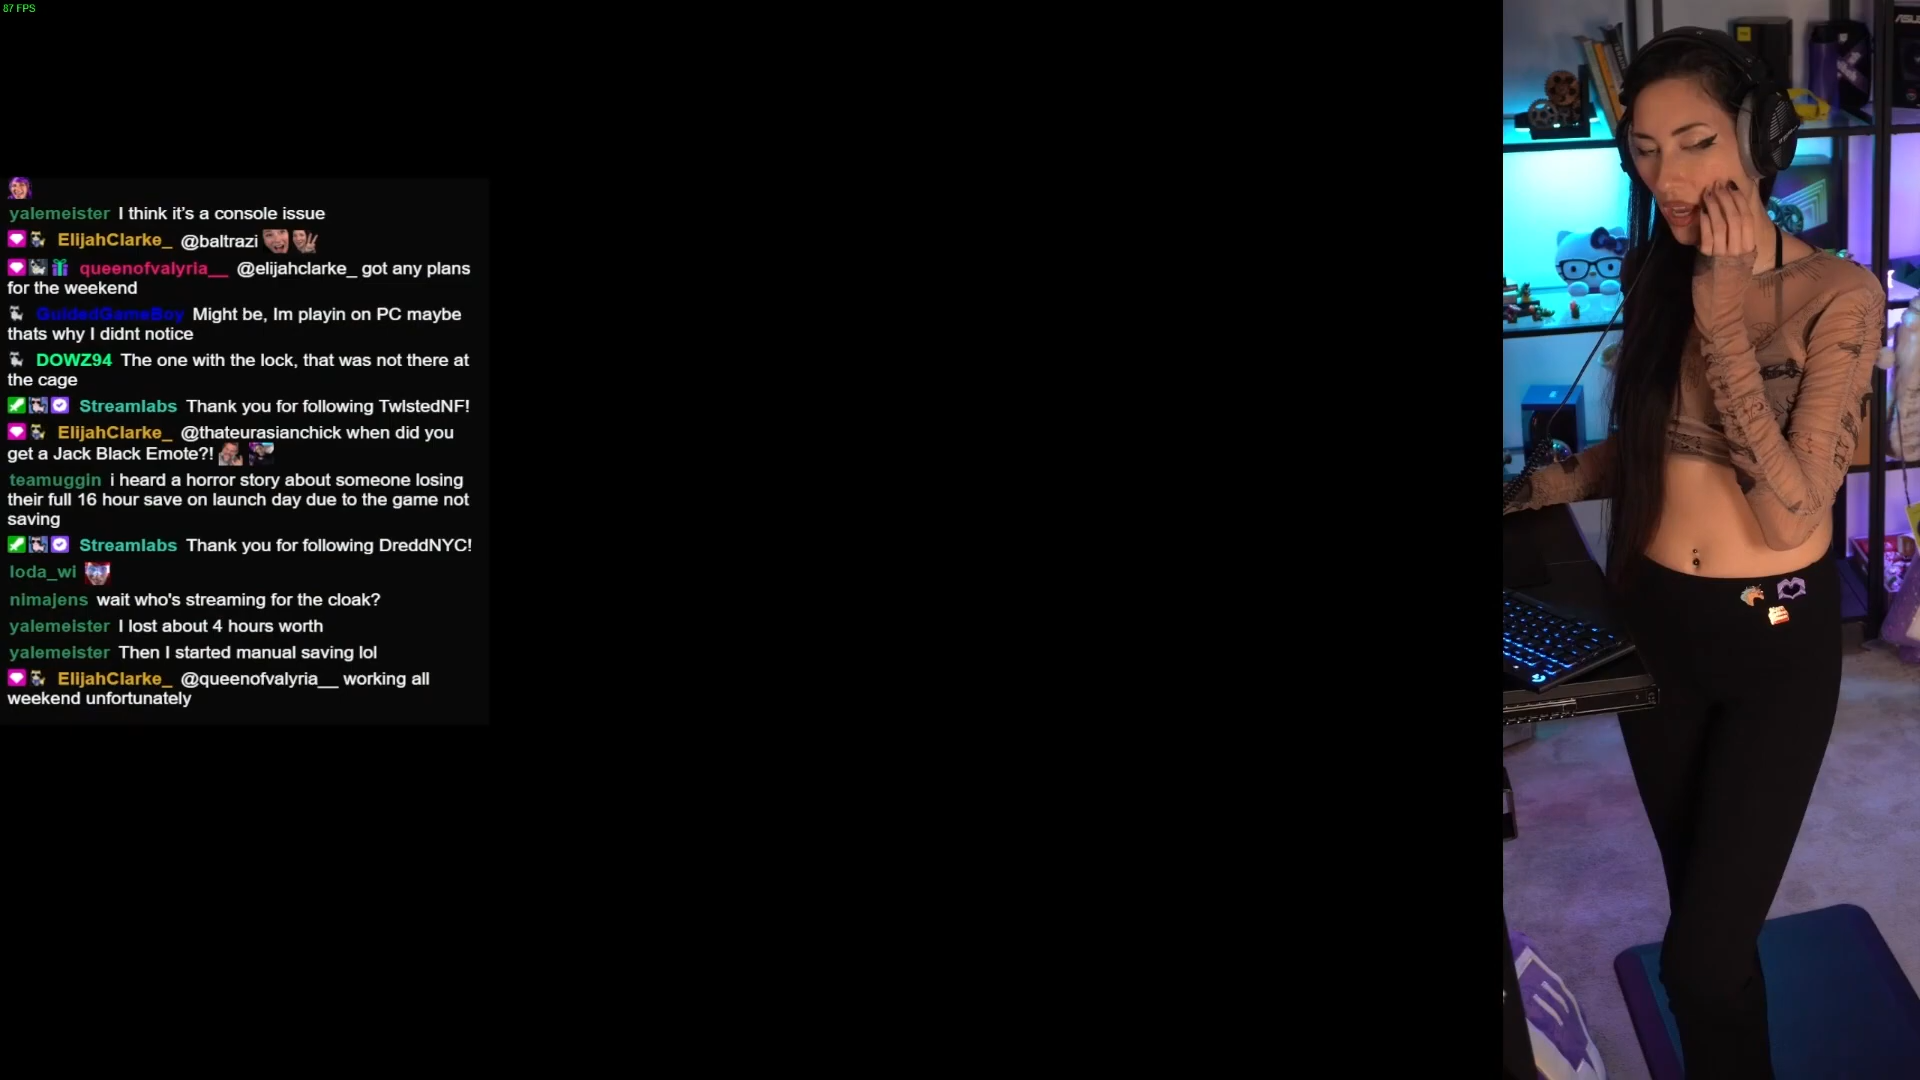 87 FPS
yalemeister I think it's a console issue
ElijahClarke_ @baltrazi
queenofvalyria__ @elijahclarke_ got any plans
for the weekend
GuidedGameBoy Might be, Im playin on PC maybe
thats why I didnt notice
DOWZ94 The one with the lock, that was not there at
the cage
Streamlabs Thank you for following TwIstedNF!
ElijahClarke_ @thateurasianchick when did you
get a Jack Black Emote?!
teamuggin i heard a horror story about someone losing
their full 16 hour save on launch day due to the game not
saving
Streamlabs Thank you for following DreddNYC!
loda_wi
nimajens wait who's streaming for the cloak?
yalemeister I lost about 4 hours worth
yalemeister Then I started manual saving lol
ElijahClarke_ @queenofvalyria__ working all
weekend unfortunately